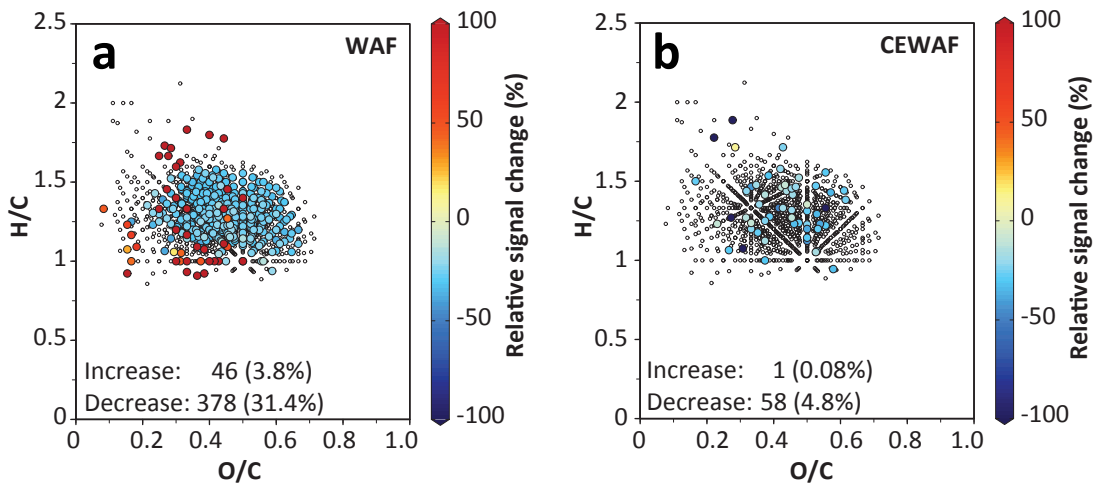 a
WAF
H/C
2.5
2
1.5
1
0.5
0
Increase: 46 (3.8%)
Decrease: 378 (31.4%)
0 0.2 0.4 0.6 0.8 1.0
O/C
100
50
0
-50
-100
Relative signal change (%)
b
CEWAF
H/C
2.5
2
1.5
1
0.5
0
Increase: 1 (0.08%)
Decrease: 58 (4.8%)
0 0.2 0.4 0.6 0.8 1.0
O/C
100
50
0
-50
-100
Relative signal change (%)